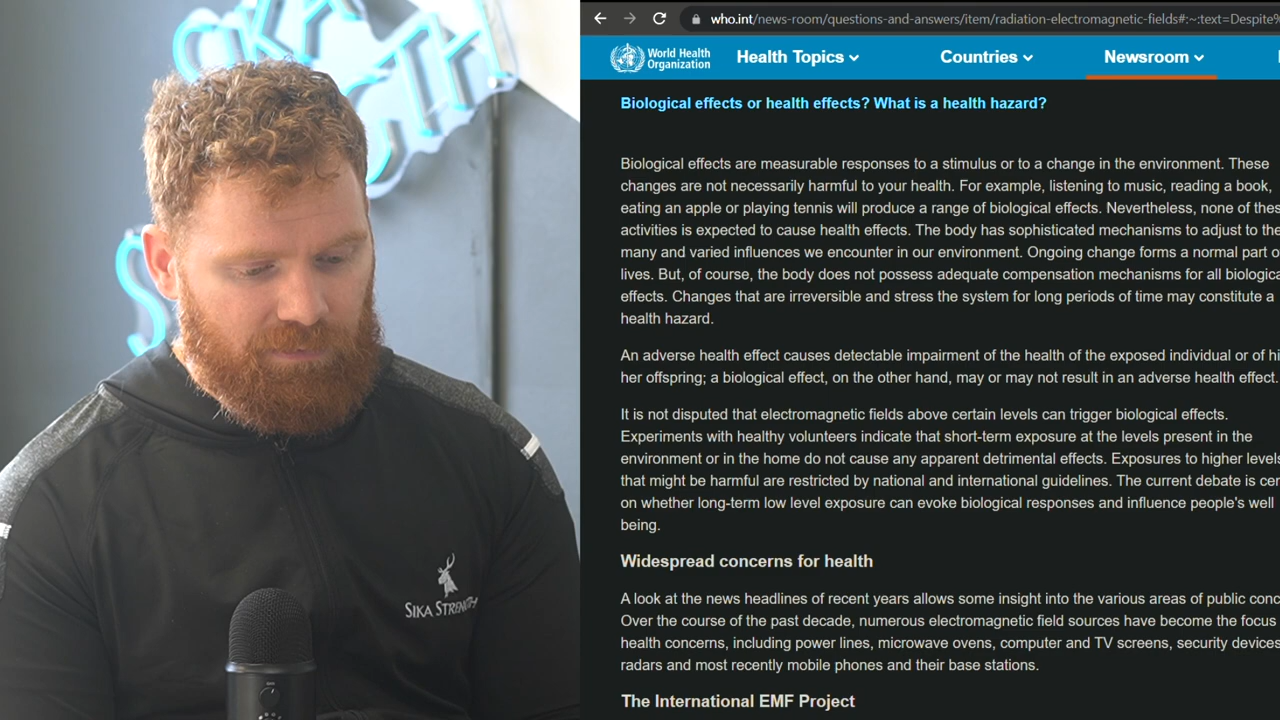 SIKA STRENGTH
who.int/news-room/questions-and-answers/item/radiation-electromagnetic-fields#:~:text=Despite%
World Health
Organization
Health Topics
Countries
Newsroom
Biological effects or health effects? What is a health hazard?
Biological effects are measurable responses to a stimulus or to a change in the environment. These
changes are not necessarily harmful to your health. For example, listening to music, reading a book,
eating an apple or playing tennis will produce a range of biological effects. Nevertheless, none of thes
activities is expected to cause health effects. The body has sophisticated mechanisms to adjust to the
many and varied influences we encounter in our environment. Ongoing change forms a normal part o
lives. But, of course, the body does not possess adequate compensation mechanisms for all biologica
effects. Changes that are irreversible and stress the system for long periods of time may constitute a
health hazard.
An adverse health effect causes detectable impairment of the health of the exposed individual or of hi
her offspring; a biological effect, on the other hand, may or may not result in an adverse health effect.
It is not disputed that electromagnetic fields above certain levels can trigger biological effects.
Experiments with healthy volunteers indicate that short-term exposure at the levels present in the
environment or in the home do not cause any apparent detrimental effects. Exposures to higher levels
that might be harmful are restricted by national and international guidelines. The current debate is cen
on whether long-term low level exposure can evoke biological responses and influence people's well
being.
Widespread concerns for health
A look at the news headlines of recent years allows some insight into the various areas of public conc
Over the course of the past decade, numerous electromagnetic field sources have become the focus
health concerns, including power lines, microwave ovens, computer and TV screens, security devices
radars and most recently mobile phones and their base stations.
The International EMF Project